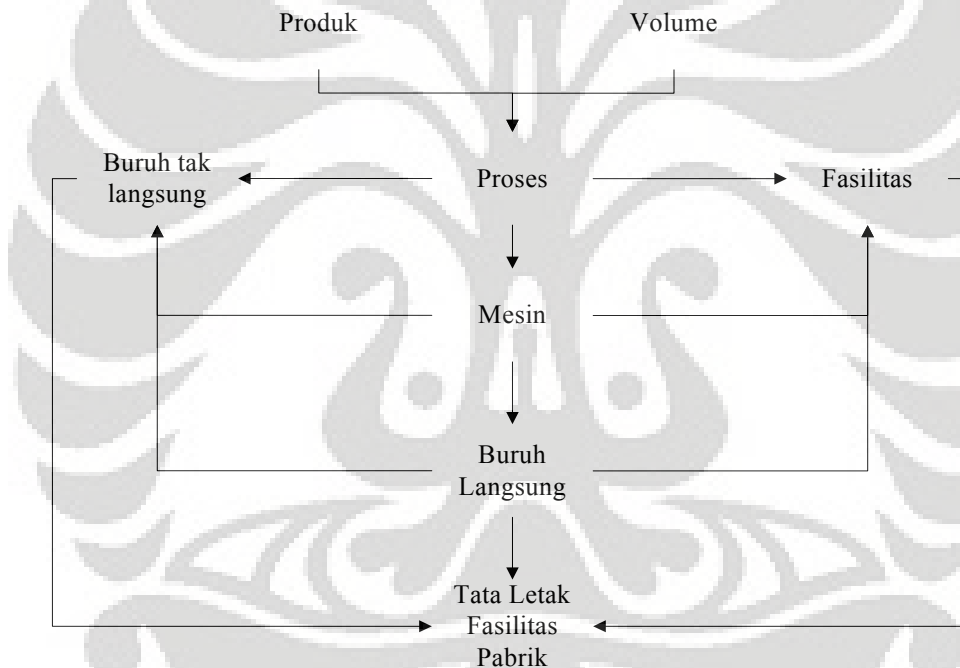 Produk
Volume
Buruh tak
langsung
Proses
Fasilitas
Mesin
Buruh
Langsung
Tata Letak
Fasilitas
Pabrik